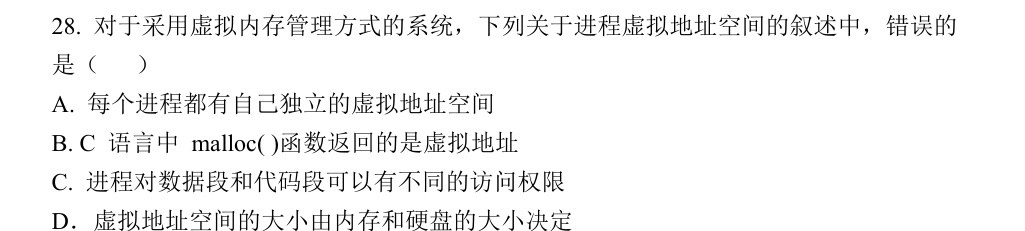 28. 对于采用虚拟内存管理方式的系统，下列关于进程虚拟地址空间的叙述中，错误的
是（    ）
A. 每个进程都有自己独立的虚拟地址空间
B. C 语言中 malloc( )函数返回的是虚拟地址
C. 进程对数据段和代码段可以有不同的访问权限
D．虚拟地址空间的大小由内存和硬盘的大小决定